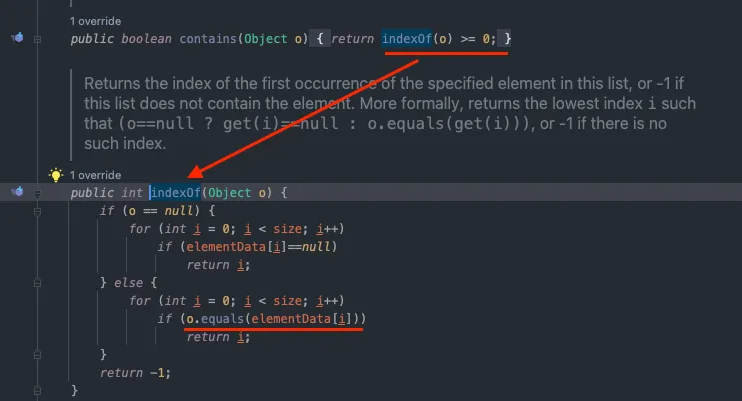 1 override
public boolean contains(Object o) { return indexOf(o) >= 0; }
Returns the index of the first occurrence of the specified element in this list, or -1 if
this list does not contain the element. More formally, returns the lowest index i such
that (o==null ? get(i)==null : o.equals(get(i))), or -1 if there is no
such index.
1 override
public int indexOf(Object o) {
if (o == null) {
for (int i = 0; i < size; i++)
if (elementData[i]==null)
return i;
} else {
for (int i = 0; i < size; i++)
if (o.equals(elementData[i]))
return i;
}
return -1;
}